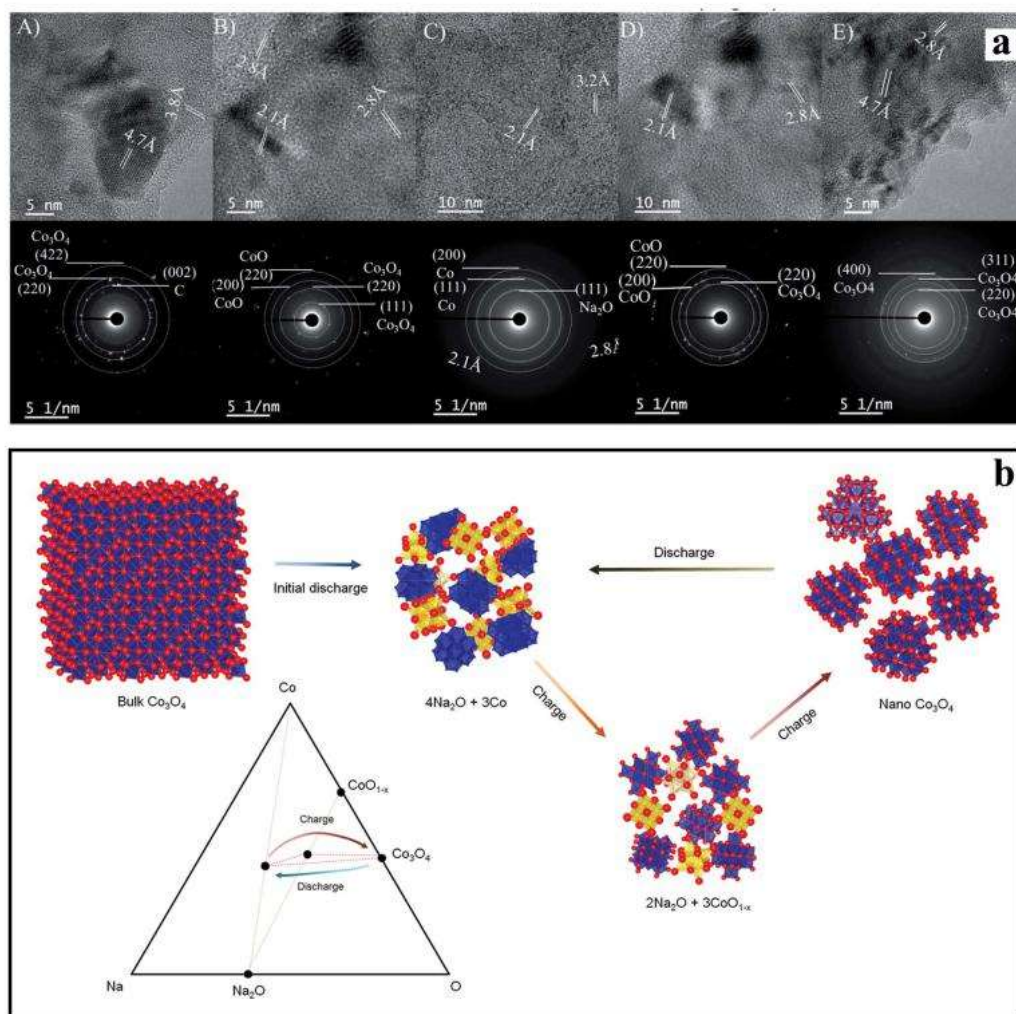 A)
4.7Å
3.8Å
5 nm
B)
2.8Å
2.1Å
2.8Å
5 nm
C)
3.2Å
2.1Å
10 nm
D)
2.1Å
2.8Å
10 nm
E)
2.8Å
4.7Å
5 nm
a
Co₃O₄
(422)
Co₃O₄
(220)
(002)
C
5 1/nm
CoO
(220)
(200)
CoO
Co₃O₄
(220)
(111)
Co₃O₄
5 1/nm
(200)
Co
(111)
Co
(111)
Na₂O
2.1Å
2.8Å
5 1/nm
CoO
(220)
(200)
CoO
(220)
Co₃O₄
5 1/nm
(400)
Co₃O4
(311)
Co₃O4
(220)
Co₃O4
5 1/nm
b
Initial discharge
Discharge
Bulk Co₃O₄
4Na₂O + 3Co
Charge
Charge
Nano Co₃O₄
2Na₂O + 3CoO₁₋ₓ
Co
CoO₁₋ₓ
Charge
Co₃O₄
Discharge
Na
Na₂O
O